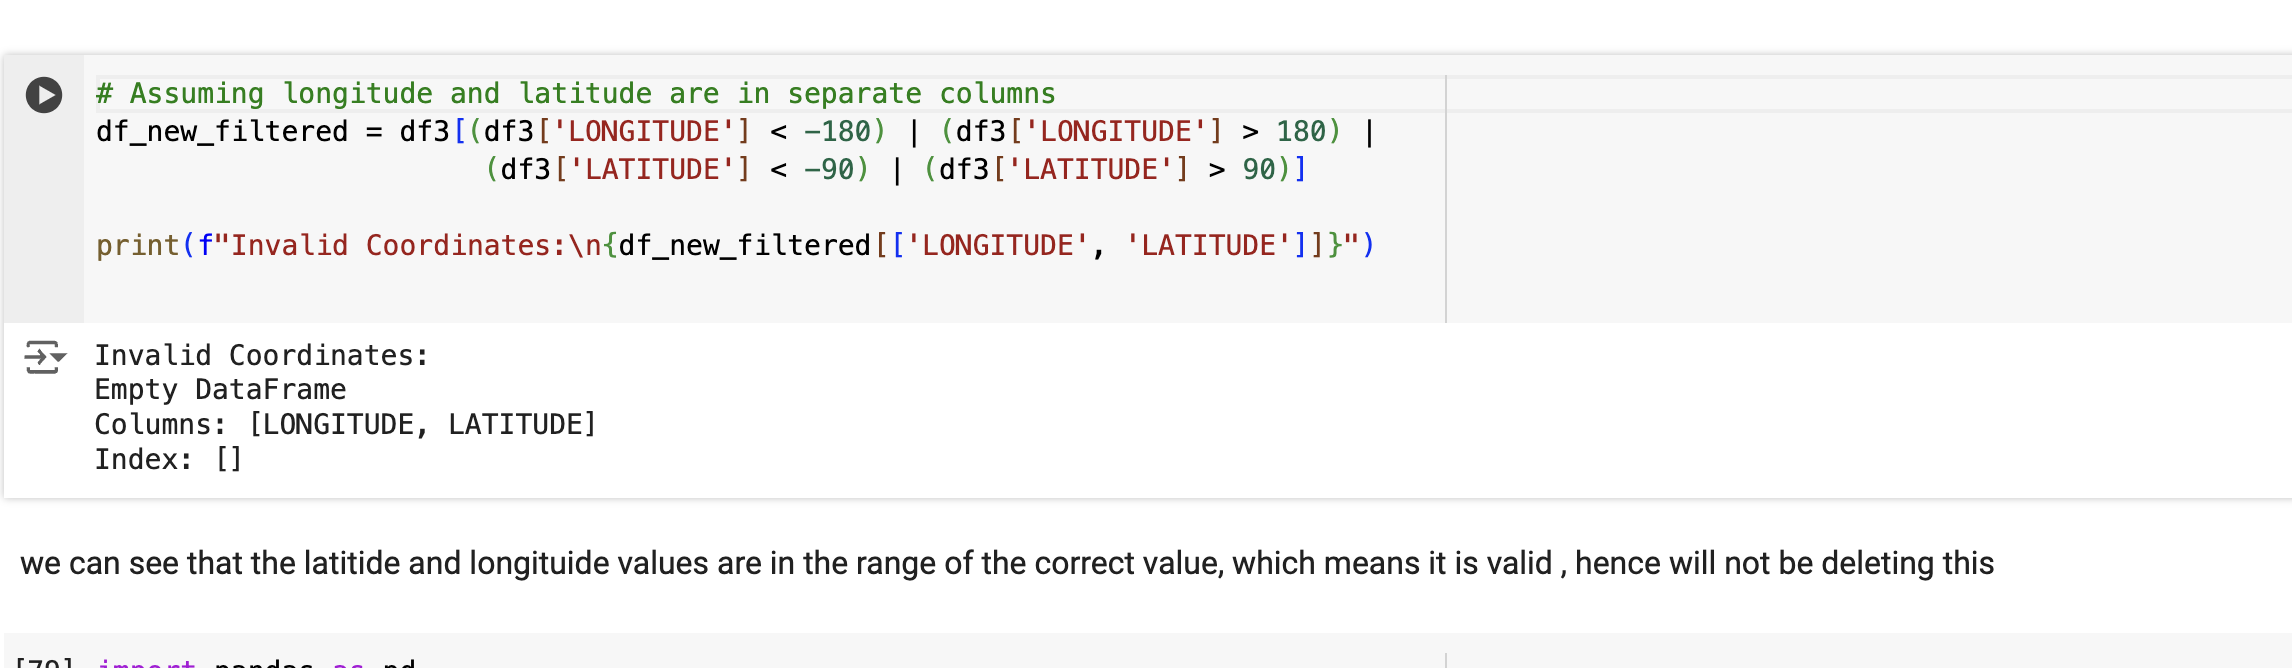 # Assuming longitude and latitude are in separate columns
df_new_filtered = df3[(df3['LONGITUDE'] < -180) | (df3['LONGITUDE'] > 180) |
(df3['LATITUDE'] < -90) | (df3['LATITUDE'] > 90)]
print(f"Invalid Coordinates:\n{df_new_filtered[['LONGITUDE', 'LATITUDE']]}")
Invalid Coordinates:
Empty DataFrame
Columns: [LONGITUDE, LATITUDE]
Index: []
we can see that the latitide and longituide values are in the range of the correct value, which means it is valid , hence will not be deleting this
[79] import pandas as pd